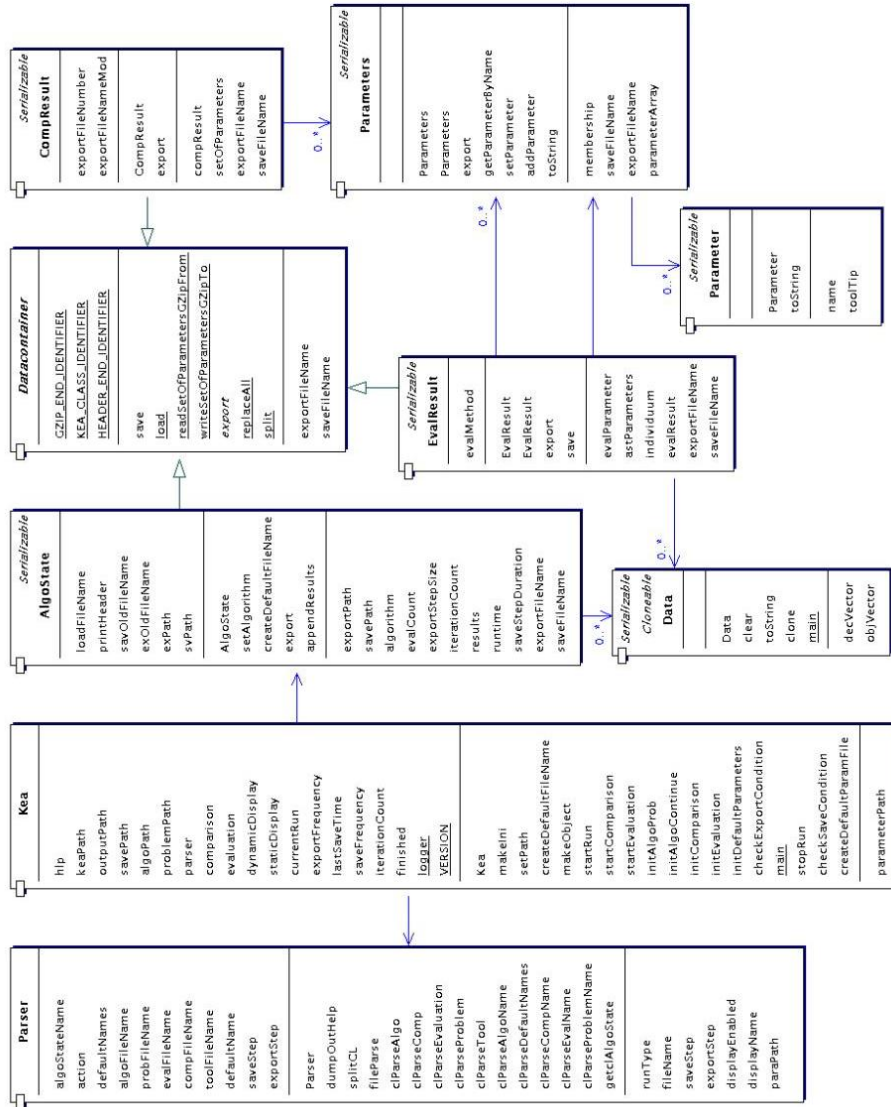 Parser
algoStateName
action
defaultNames
algoFileName
probFileName
evalFileName
compFileName
toolFileName
defaultName
saveStep
exportStep
Parser
dumpOutHelp
splitCL
fileParse
clParseAlgo
clParseComp
clParseEvaluation
clParseProblem
clParseTool
clParseAlgoName
clParseDefaultNames
clParseCompName
clParseEvalName
clParseProblemName
getclAlgoState
runType
fileName
saveStep
exportStep
displayEnabled
displayName
paraPath
Kea
hlp
keaPath
outputPath
savePath
algoPath
problemPath
parser
comparison
evaluation
dynamicDisplay
staticDisplay
currentRun
exportFrequency
lastSaveTime
saveFrequency
iterationCount
finished
logger
VERSION
Kea
makeIni
setPath
createDefaultFileName
makeObject
startRun
startComparison
startEvaluation
initAlgoProb
initAlgoContinue
initComparison
initEvaluation
initDefaultParameters
checkExportCondition
main
stopRun
checkSaveCondition
createDefaultParamFile
parameterPath
Serializable
AlgoState
loadFileName
printHeader
savOldFileName
exOldFileName
exPath
svPath
AlgoState
setAlgorithm
createDefaultFileName
export
appendResults
exportPath
savePath
algorithm
evalCount
exportStepSize
iterationCount
results
runtime
saveStepDuration
exportFileName
saveFileName
0..*
Serializable
Cloneable
Data
Data
clear
toString
clone
main
decVector
objVector
0..*
Datacontainer
GZIP_END_IDENTIFIER
KEA_CLASS_IDENTIFIER
HEADER_END_IDENTIFIER
save
load
readSetOfParametersGZipFrom
writeSetOfParametersGZipTo
export
replaceAll
split
exportFileName
saveFileName
Serializable
EvalResult
evalMethod
EvalResult
EvalResult
export
save
evalParameter
astParameters
individuum
evalResult
exportFileName
saveFileName
Serializable
CompResult
exportFileNumber
exportFileNameMod
CompResult
export
compResult
setOfParameters
exportFileName
saveFileName
0..*
Serializable
Parameters
Parameters
Parameters
export
getParameterByName
setParameter
addParameter
toString
membership
saveFileName
exportFileName
parameterArray
0..*
0..*
Serializable
Parameter
Parameter
toString
name
toolTip